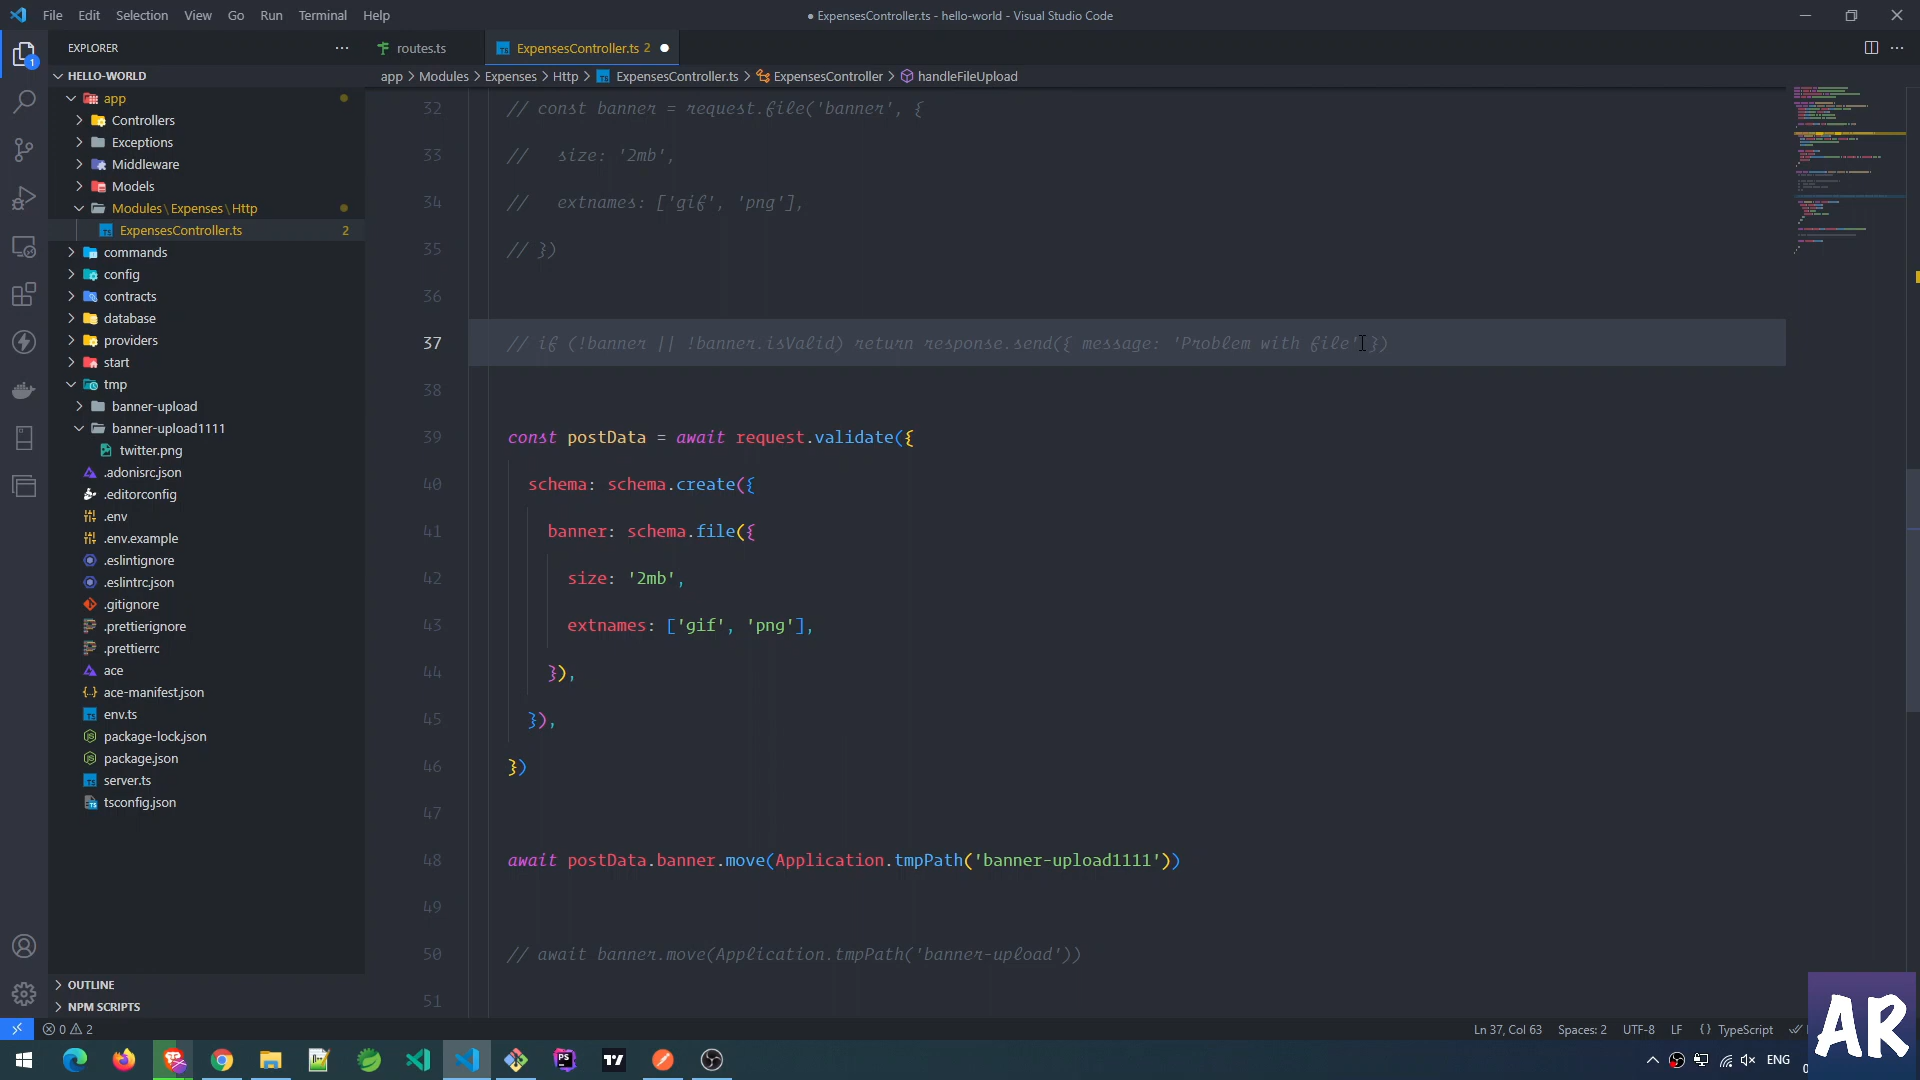 File Edit Selection View Go Run Terminal Help
● ExpensesController.ts - hello-world - Visual Studio Code
EXPLORER
HELLO-WORLD
app
Controllers
Exceptions
Middleware
Models
Modules\Expenses\Http
ExpensesController.ts 2
commands
config
contracts
database
providers
start
tmp
banner-upload
banner-upload1111
twitter.png
.adonisrc.json
.editorconfig
.env
.env.example
.eslintignore
.eslintrc.json
.gitignore
.prettierignore
.prettierrc
ace
ace-manifest.json
env.ts
package-lock.json
package.json
server.ts
tsconfig.json
OUTLINE
NPM SCRIPTS
routes.ts
ExpensesController.ts 2
app > Modules > Expenses > Http > ExpensesController.ts > ExpensesController > handleFileUpload
32 // const banner = request.file('banner', {
33 //   size: '2mb',
34 //   extnames: ['gif', 'png'],
35 // })
36
37 // if (!banner || !banner.isValid) return response.send({ message: 'Problem with file' })
38
39 const postData = await request.validate({
40 schema: schema.create({
41 banner: schema.file({
42 size: '2mb',
43 extnames: ['gif', 'png'],
44 }),
45 }),
46 })
47
48 await postData.banner.move(Application.tmpPath('banner-upload1111'))
49
50 // await banner.move(Application.tmpPath('banner-upload'))
51
0 2
Ln 37, Col 63 Spaces: 2 UTF-8 LF {} TypeScript
AR
ENG